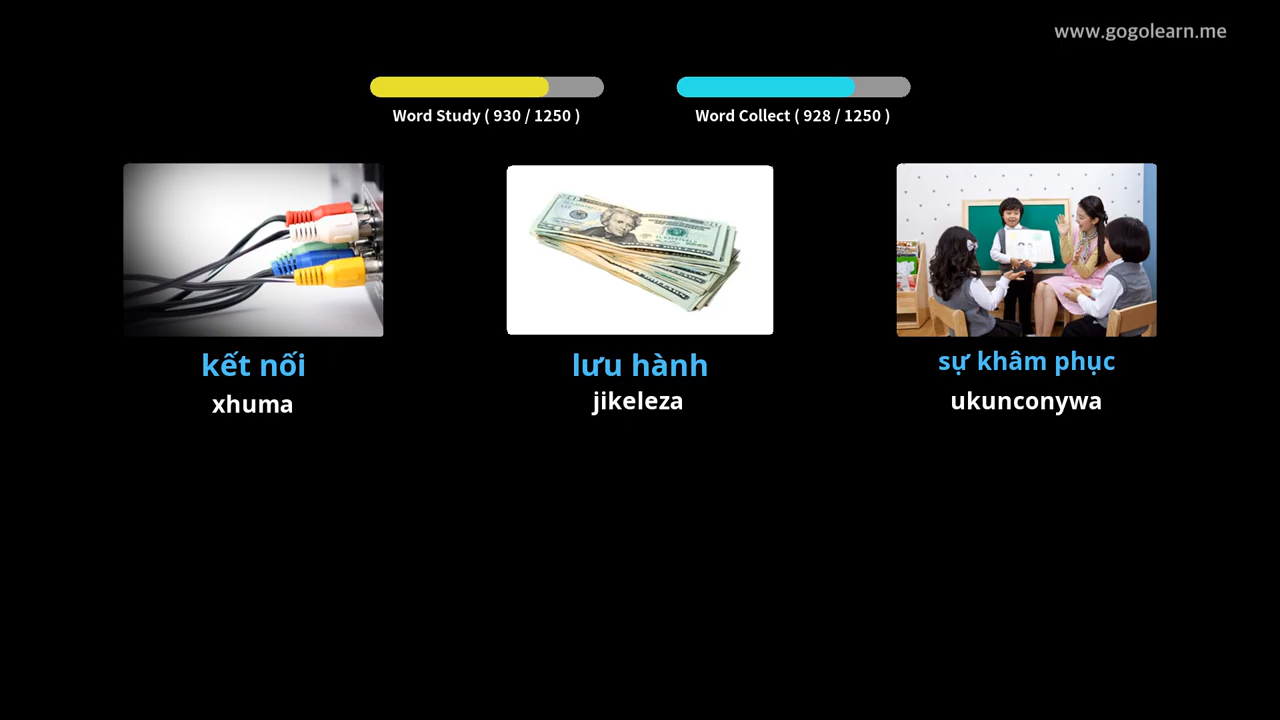 www.gogolearn.me
Word Study ( 930 / 1250 )
Word Collect ( 928 / 1250 )
kết nối
xhuma
lưu hành
jikeleza
sự khâm phục
ukunconywa